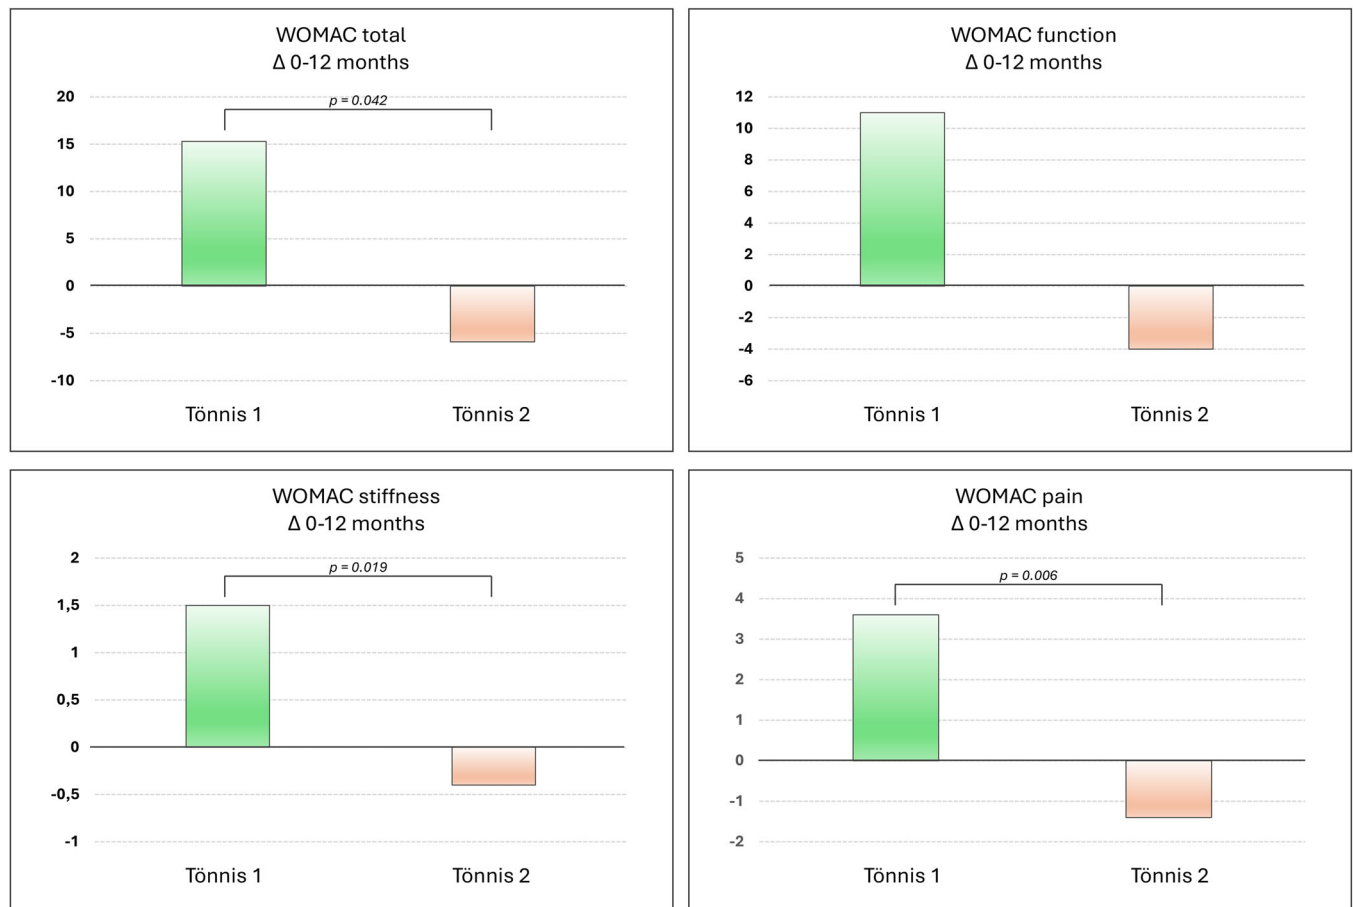 WOMAC total
Δ 0-12 months
20
p = 0.042
15
10
5
0
-5
-10
Tönnis 1 Tönnis 2
WOMAC function
Δ 0-12 months
12
10
8
6
4
2
0
-2
-4
-6
Tönnis 1 Tönnis 2
WOMAC stiffness
Δ 0-12 months
2
p = 0.019
1,5
1
0,5
0
-0,5
-1
Tönnis 1 Tönnis 2
WOMAC pain
Δ 0-12 months
5
p = 0.006
4
3
2
1
0
-1
-2
Tönnis 1 Tönnis 2